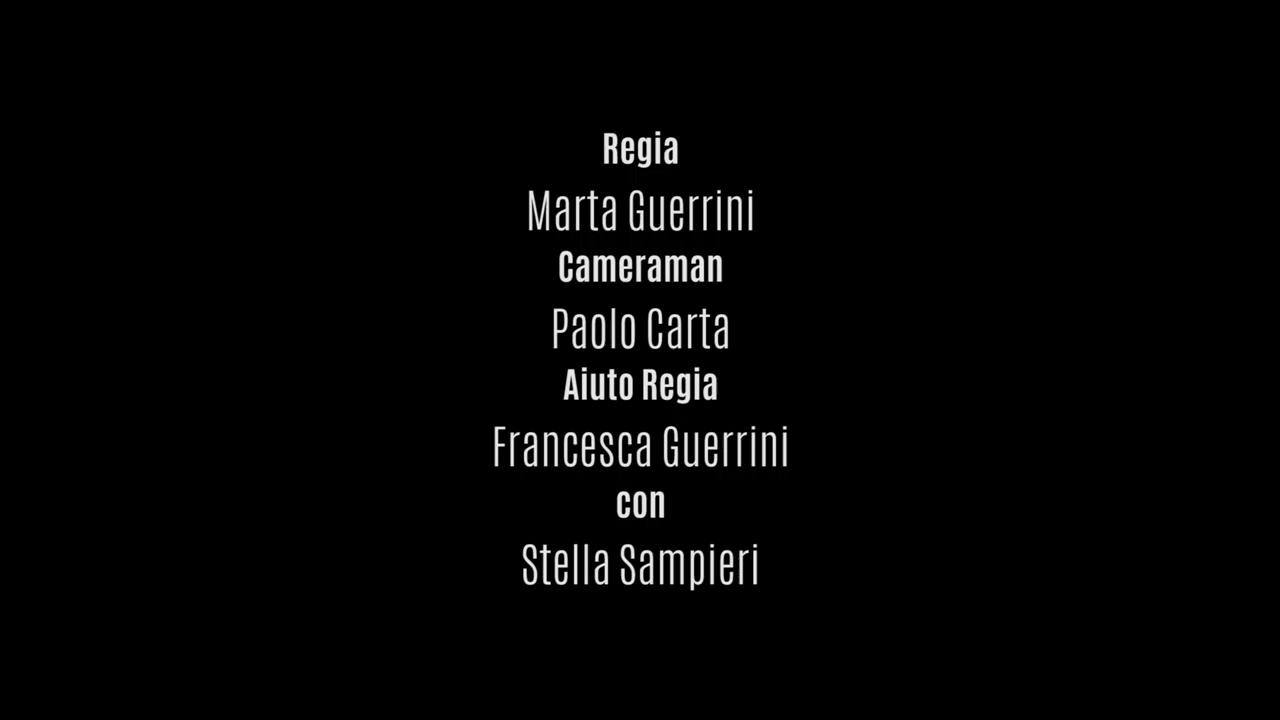 Regia
Marta Guerrini
Cameraman
Paolo Carta
Aiuto Regia
Francesca Guerrini
con
Stella Sampieri